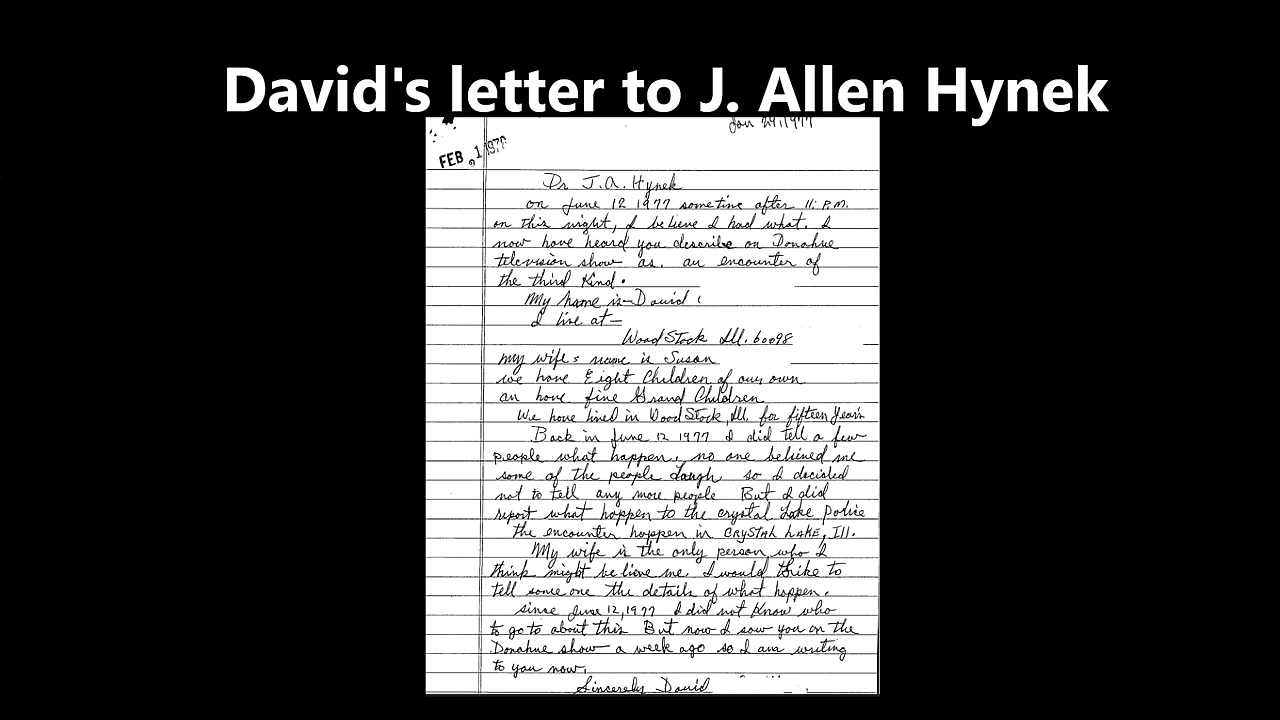 David's letter to J. Allen Hynek
Jan 29, 1977
FEB 1 1978
Dr J.A. Hynek
on June 12 1977 sometine after 11: P.M.
on this night, I believe I had what. I
now have heard you describe on Donahue
television show as. an encounter of
the third Kind.
My name is-David
I live at-
WoodStock Ill. 60098
my wife's name is Susan
we have Eight Children of our own
an have fine Grand Children
We have lived in WoodStock, Ill. for fifteen years
Back in June 12 1977 I did tell a few
people what happen. no one believed me
some of the people laugh so I decided
not to tell any more people But I did
report what happen to the crystal Lake Police
the encounter happen in CRYSTAL LAKE, Ill.
My wife is the only person who I
think might believe me. I would like to
tell some one the details of what happen.
since June 12, 1977 I did not Know who
to go to about this But now I saw you on the
Donahue show a week ago so I am writing
to you now.
Sincerely David